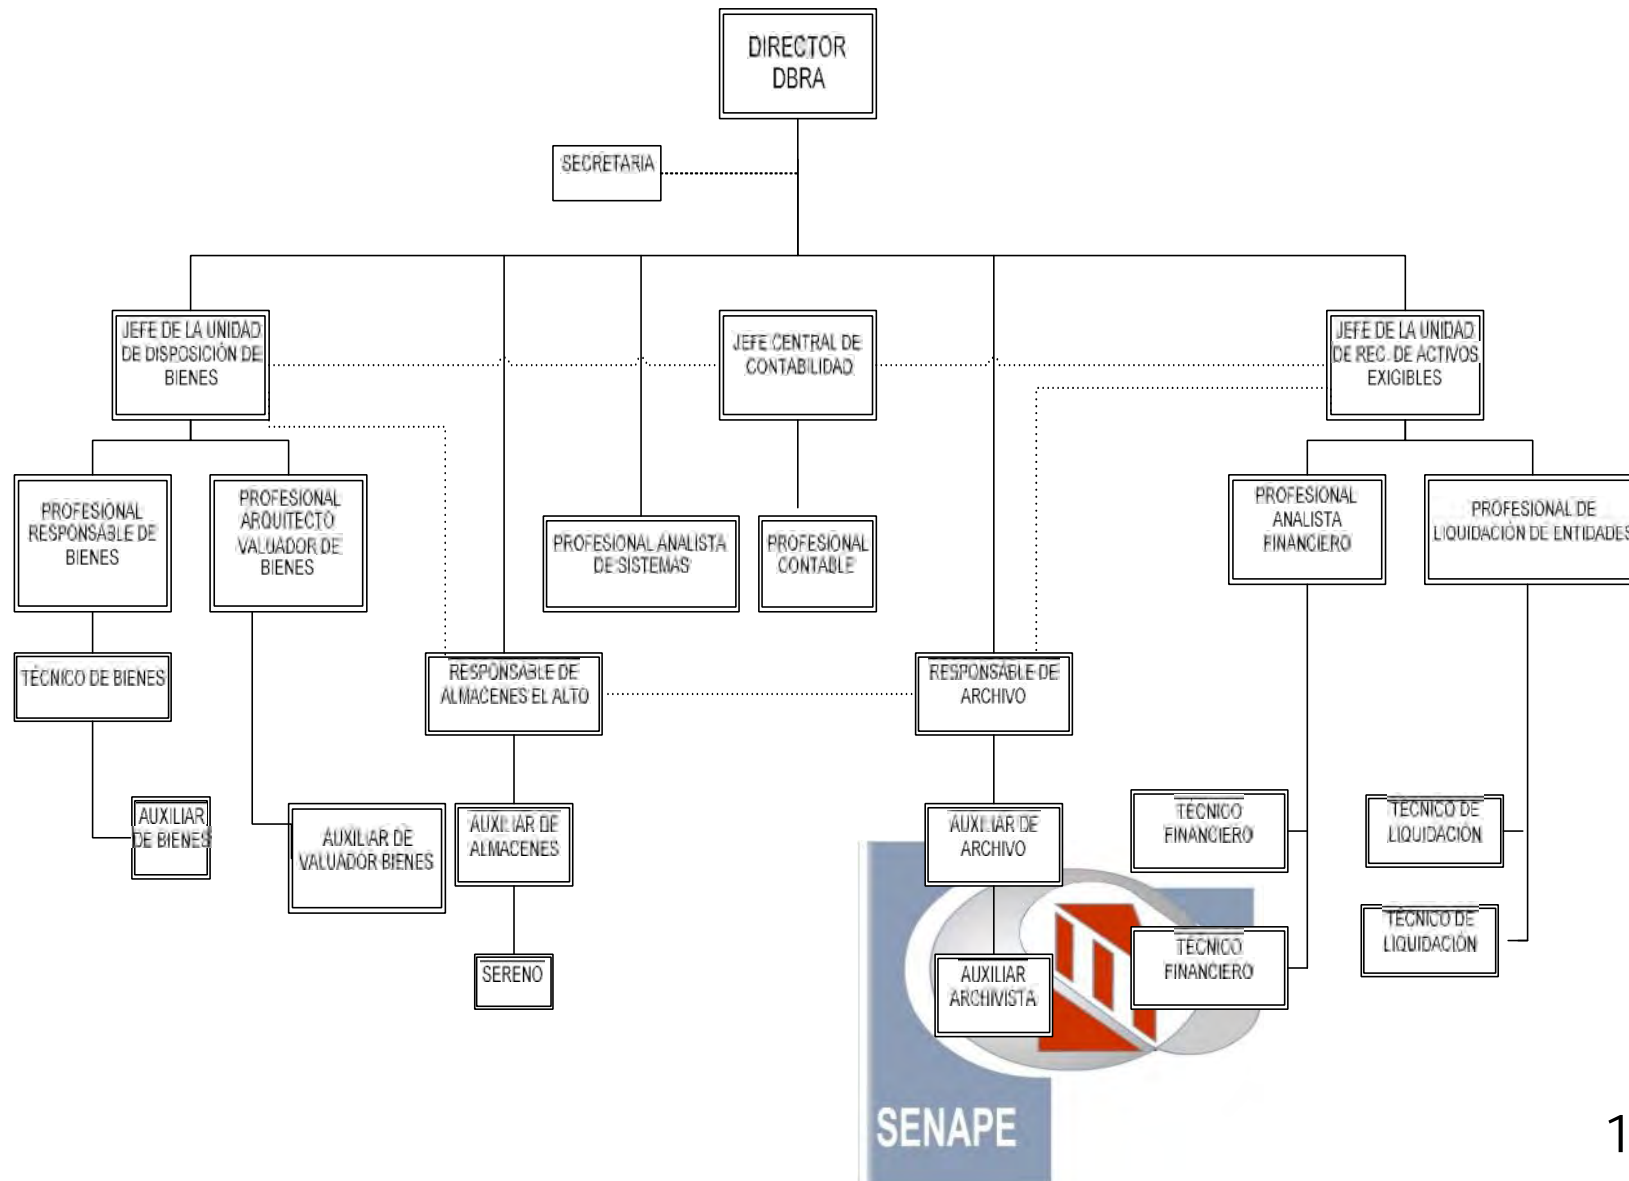 DIRECTOR
DBRA
SECRETARIA
JEFE DE LA UNIDAD
DE DISPOSICIÓN DE
BIENES
JEFE CENTRAL DE
CONTABILIDAD
JEFE DE LA UNIDAD
DE REC. DE ACTIVOS
EXIGIBLES
PROFESIONAL
RESPONSABLE DE
BIENES
PROFESIONAL
ARQUITECTO
VALUADOR DE
BIENES
PROFESIONAL ANALISTA
DE SISTEMAS
PROFESIONAL
CONTABLE
PROFESIONAL
ANALISTA
FINANCIERO
PROFESIONAL DE
LIQUIDACIÓN DE ENTIDADES
TÉCNICO DE BIENES
RESPONSABLE DE
ALMACENES EL ALTO
RESPONSABLE DE
ARCHIVO
AUXILIAR
DE BIENES
AUXILIAR DE
VALUADOR BIENES
AUXILIAR DE
ALMACENES
AUXILIAR DE
ARCHIVO
TÉCNICO
FINANCIERO
TÉCNICO DE
LIQUIDACIÓN
SERENO
AUXILIAR
ARCHIVISTA
TÉCNICO
FINANCIERO
TÉCNICO DE
LIQUIDACIÓN
SENAPE
1